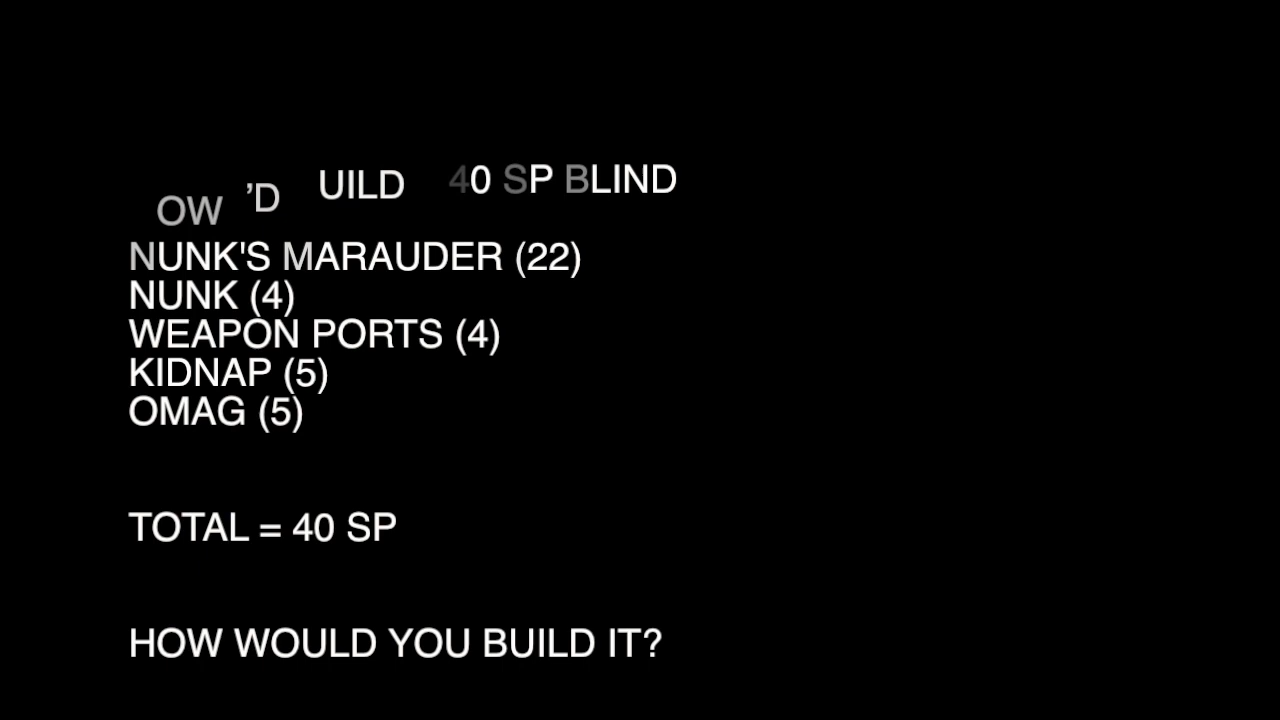 OW 'D UILD 40 SP BLIND
NUNK'S MARAUDER (22)
NUNK (4)
WEAPON PORTS (4)
KIDNAP (5)
OMAG (5)
TOTAL = 40 SP
HOW WOULD YOU BUILD IT?